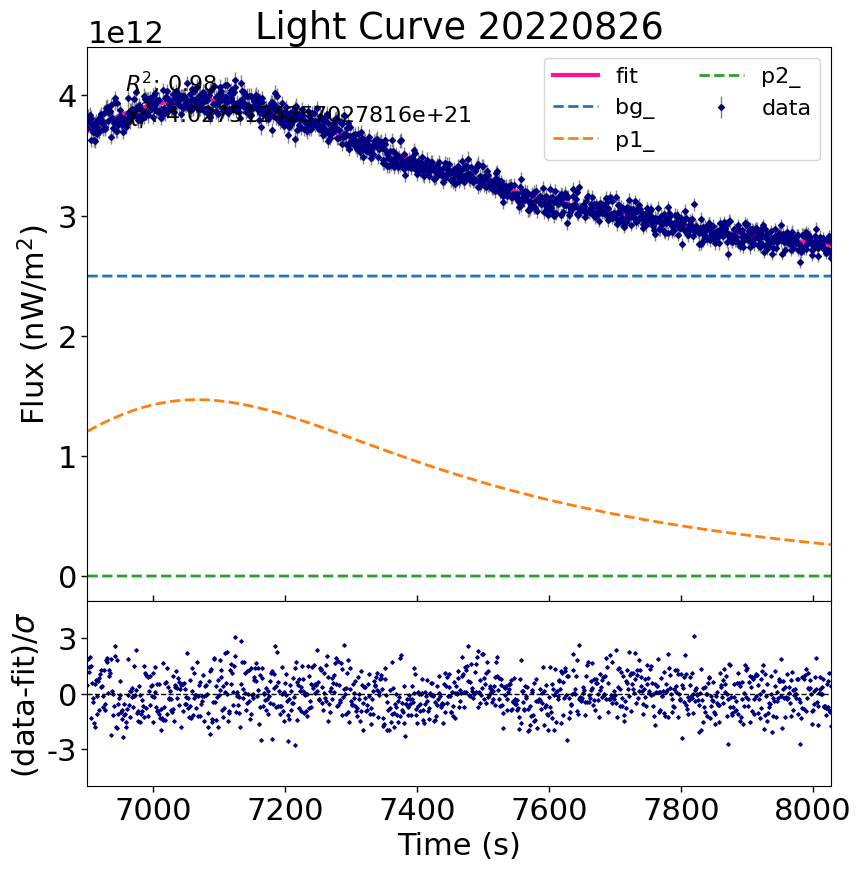 Light Curve 20220826
1e12
R²: 0.98
fit
bg_
p1_
p2_
data
4
3
2
1
0
Flux (nW/m²)
3
0
-3
(data-fit)/σ
7000 7200 7400 7600 7800 8000
Time (s)